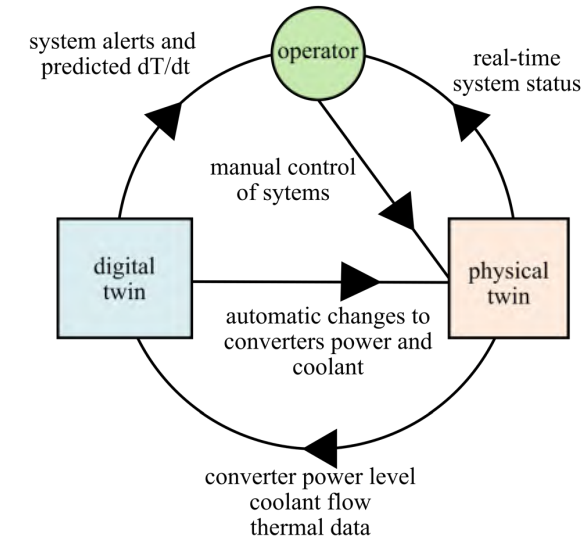 system alerts and
predicted dT/dt
operator
real-time
system status
manual control
of sytems
digital
twin
physical
twin
automatic changes to
converters power and
coolant
converter power level
coolant flow
thermal data